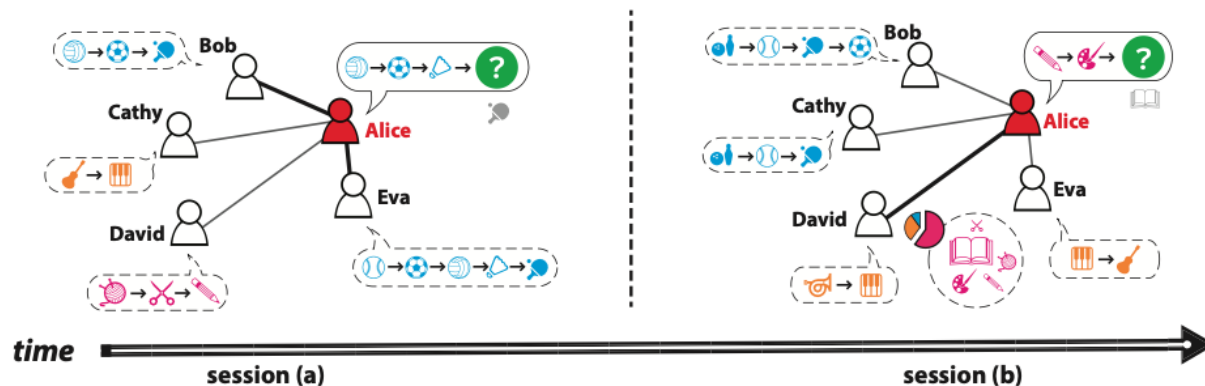 Bob
?
Cathy
Alice
Eva
David
Bob
?
Cathy
Alice
Eva
David
time
session (a)
session (b)